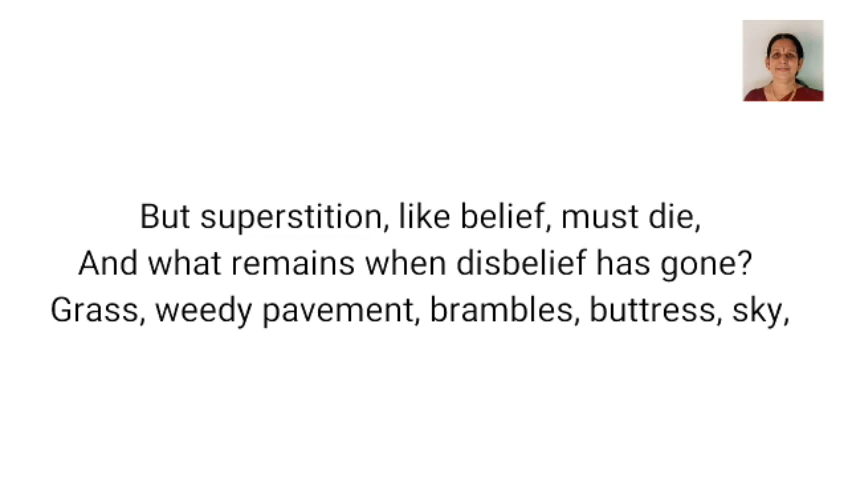 But superstition, like belief, must die,
And what remains when disbelief has gone?
Grass, weedy pavement, brambles, buttress, sky,